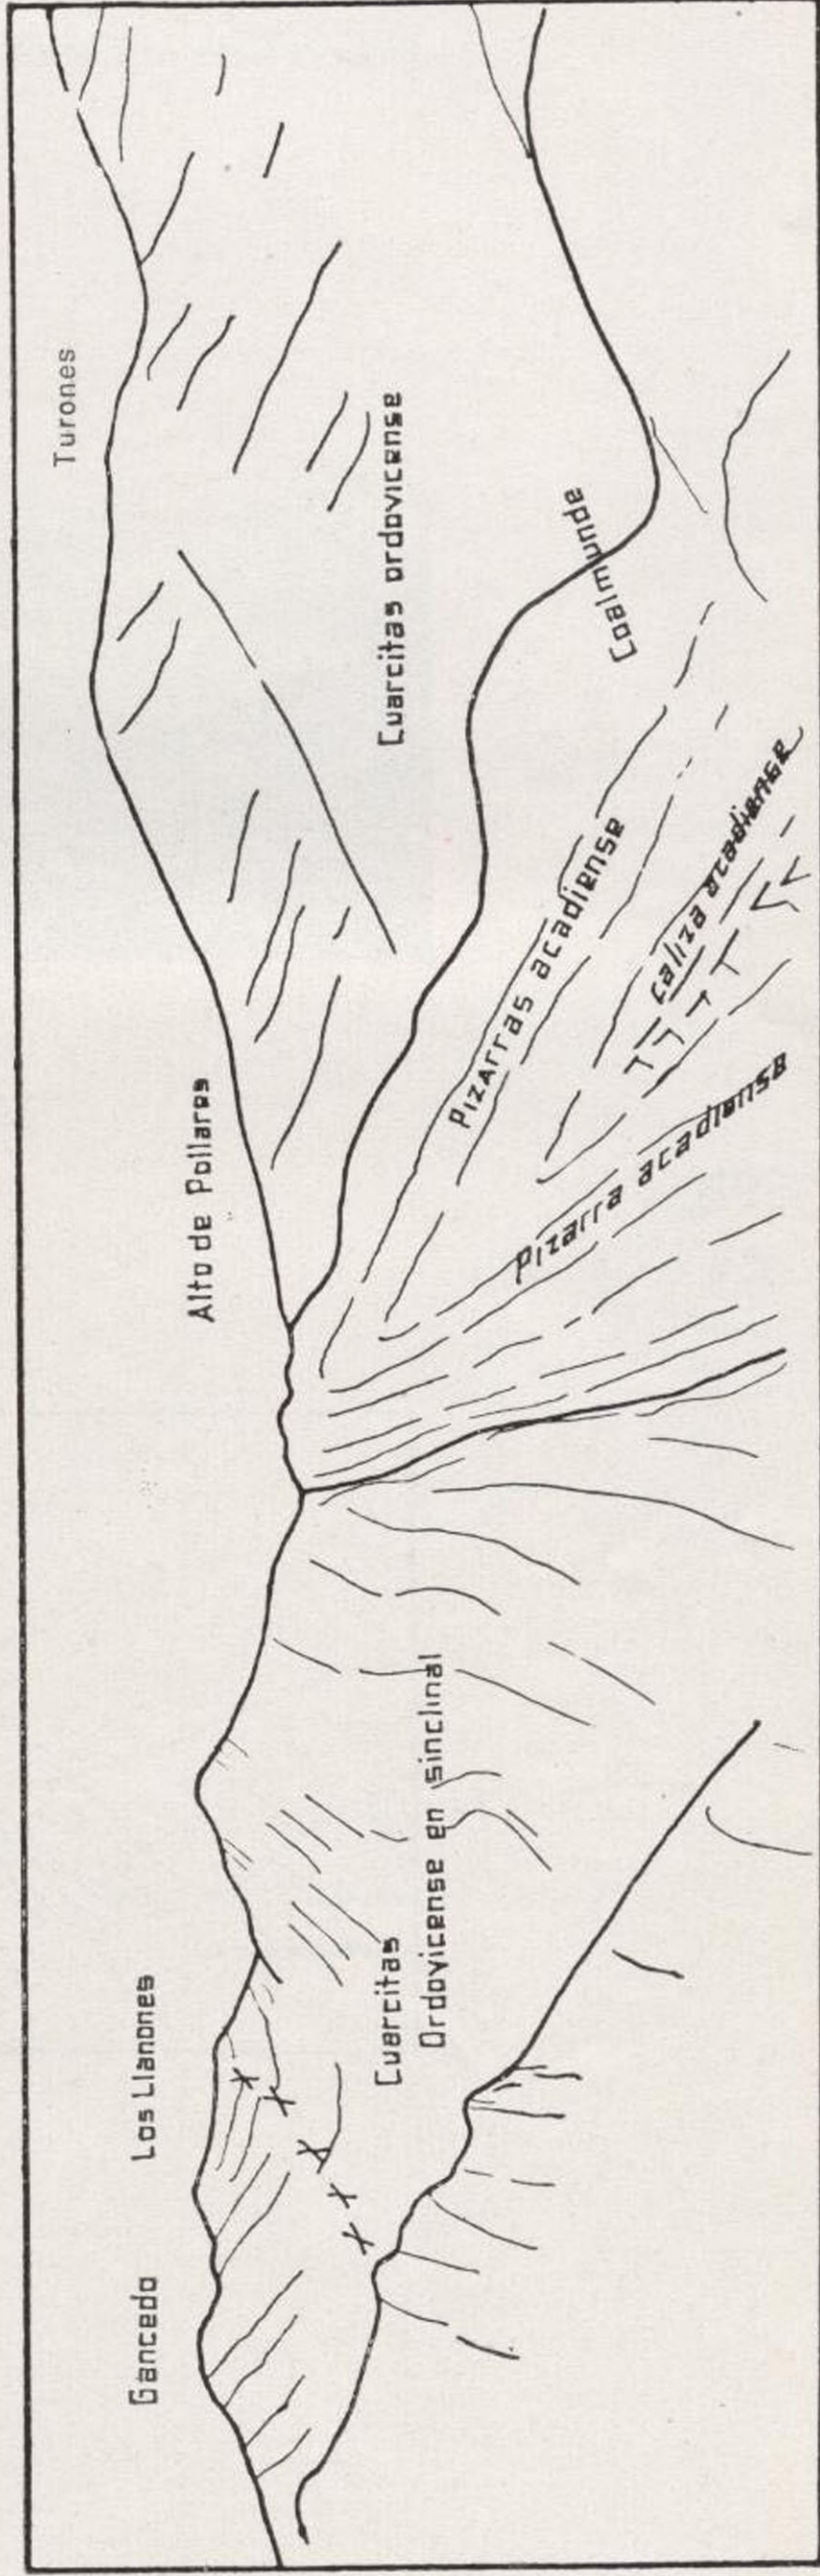 Gancedo
Los Llanones
Alto de Pollares
Turones
Cuarcitas
Ordovicense en sinclinal
Cuarcitas ordovicense
Coalmunde
Pizarras acadiense
caliza acadiense
Pizarra acadiense